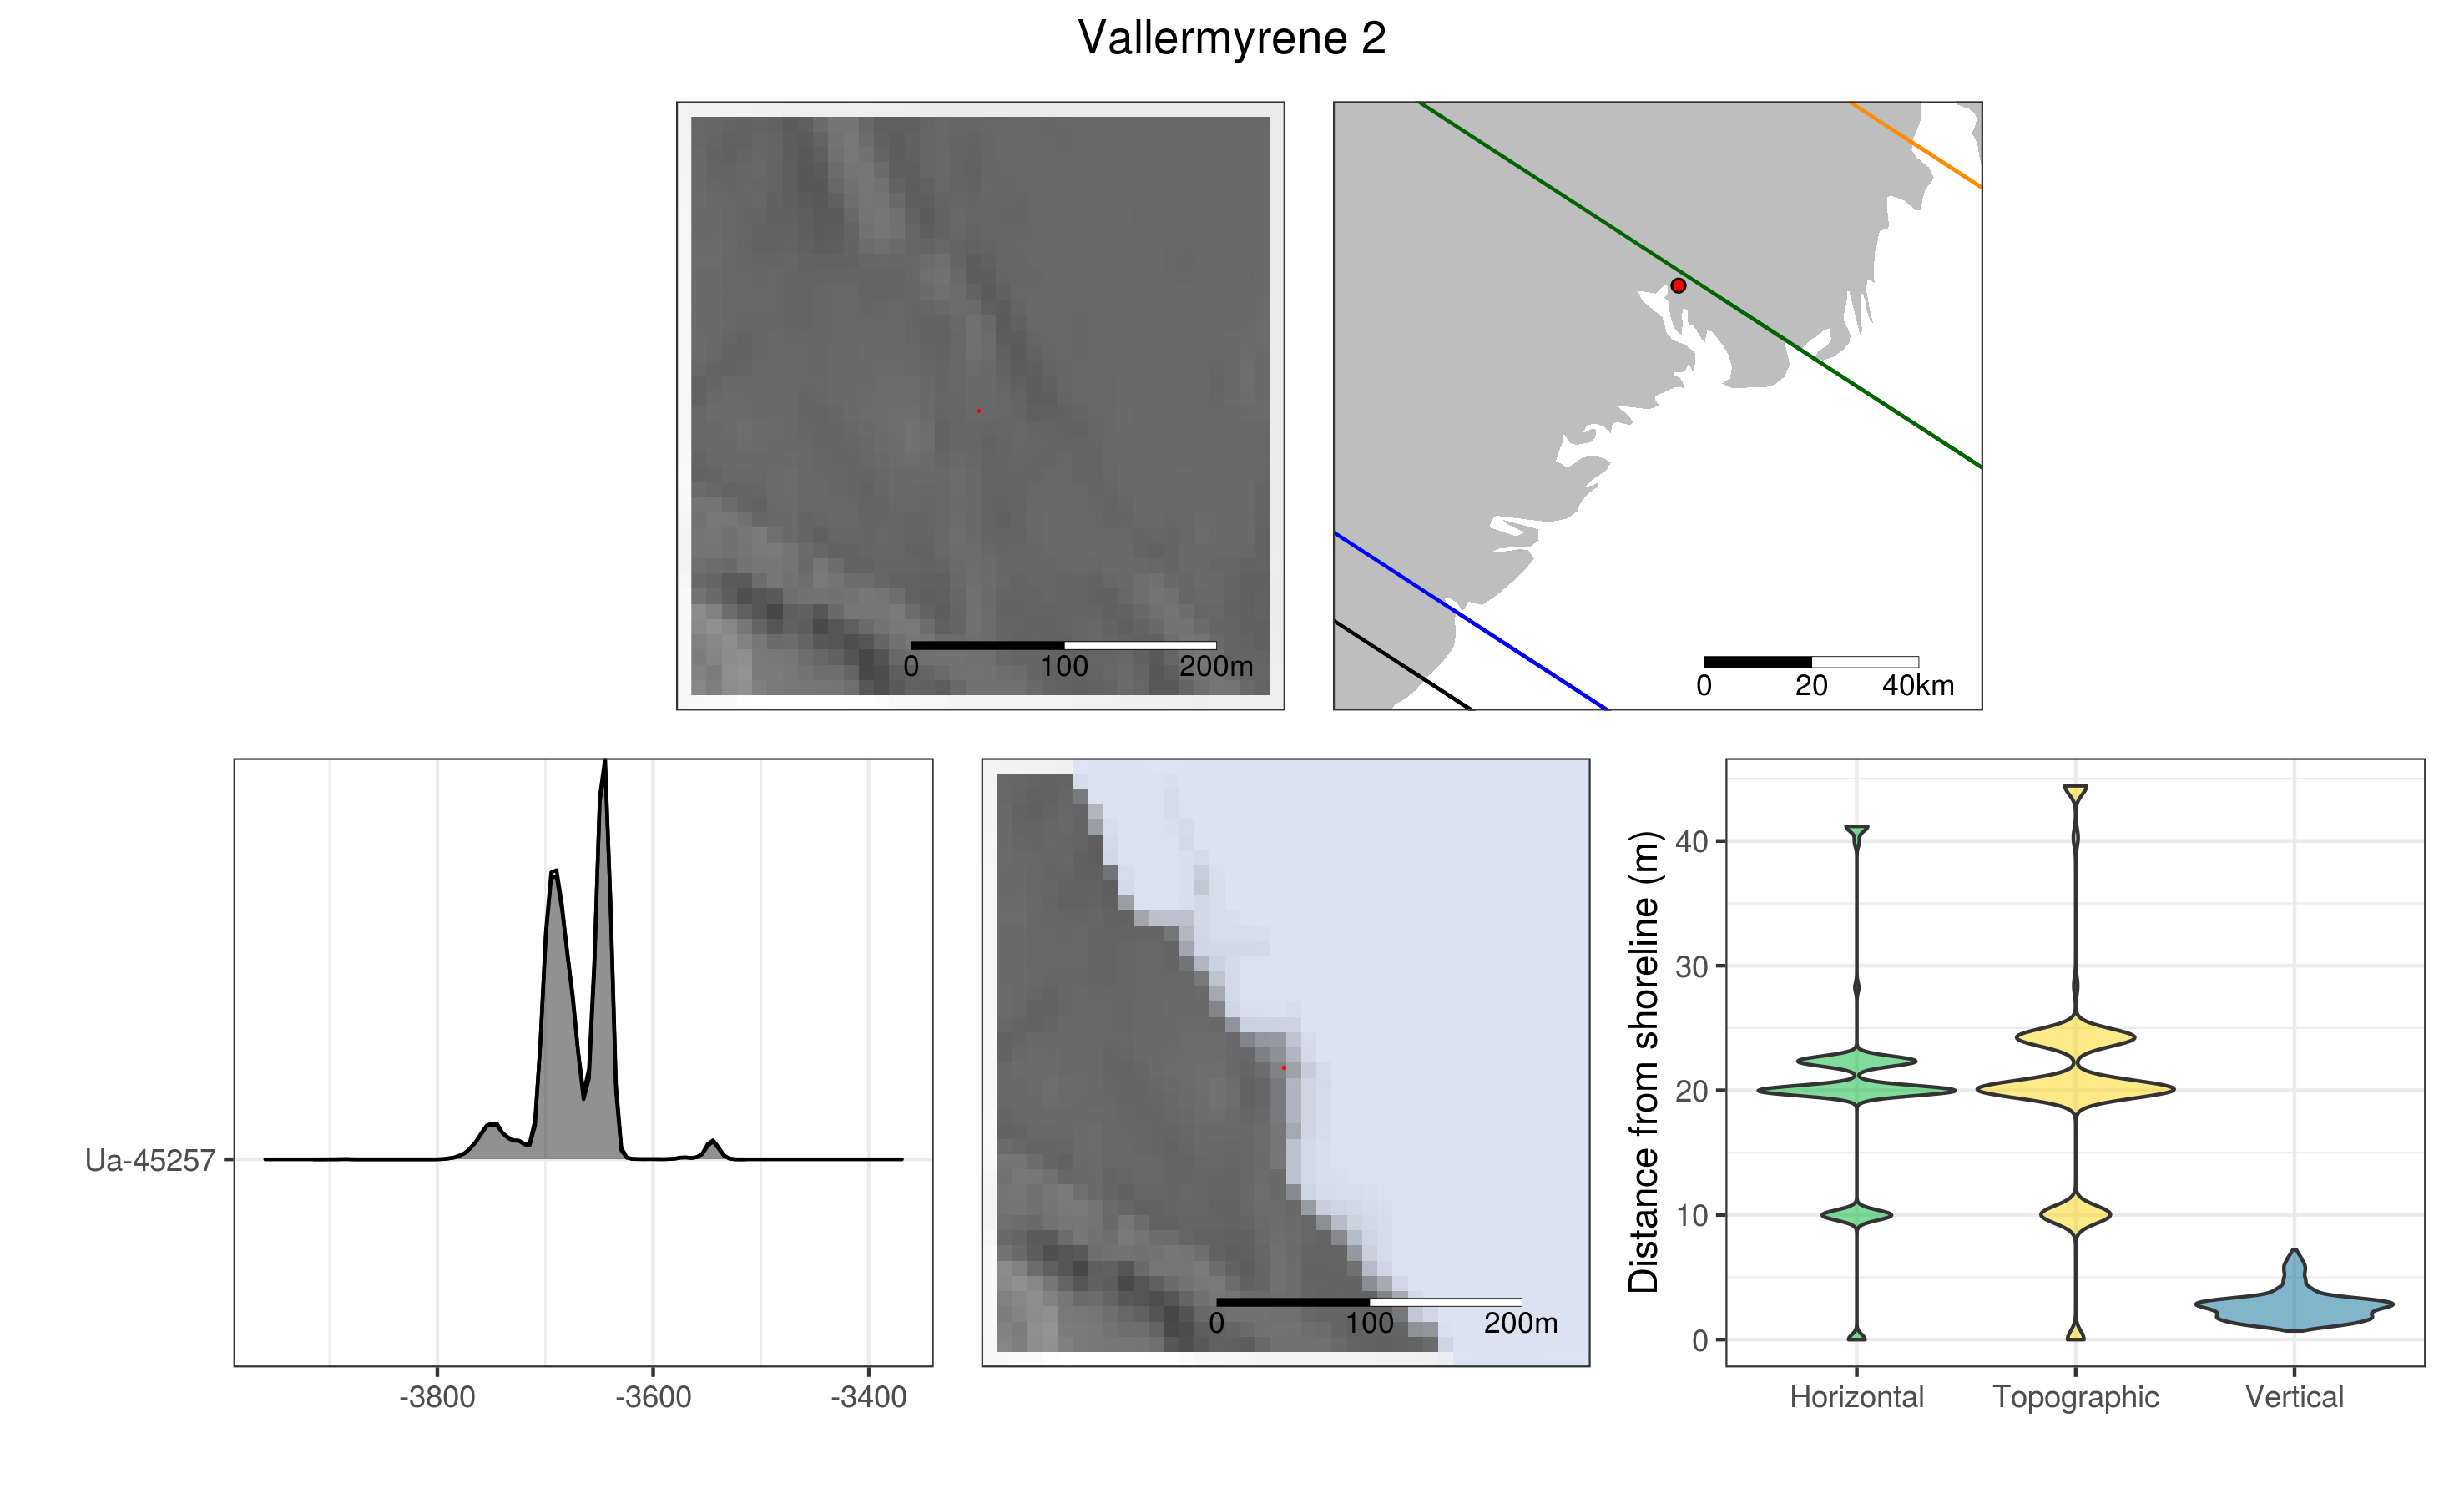 Vallermyrene 2
0 100 200m
0 20 40km
Ua-45257
-3800 -3600 -3400
0 100 200m
Distance from shoreline (m)
40
30
20
10
0
Horizontal Topographic Vertical